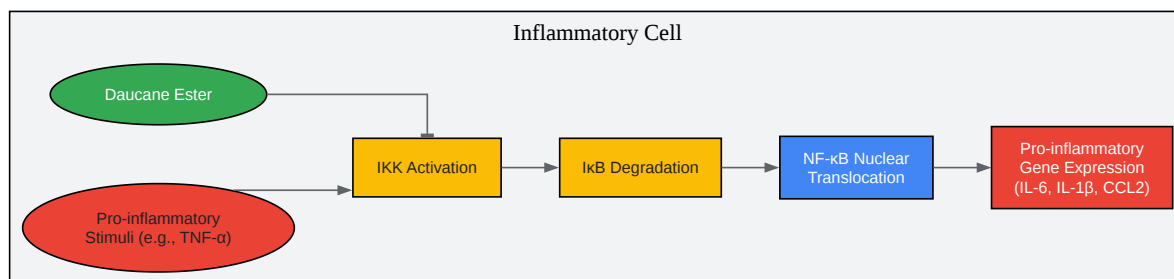 Inflammatory Cell
Daucane Ester
IKK Activation
IκB Degradation
NF-κB Nuclear
Translocation
Pro-inflammatory
Gene Expression
(IL-6, IL-1β, CCL2)
Pro-inflammatory
Stimuli (e.g., TNF-α)